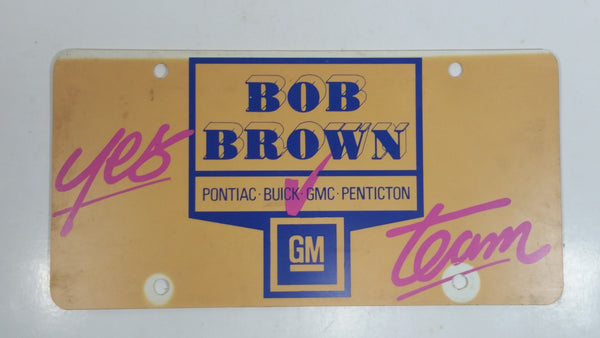 BOB
BROWN
yes
PONTIAC · BUICK · GMC · PENTICTON
GM
team